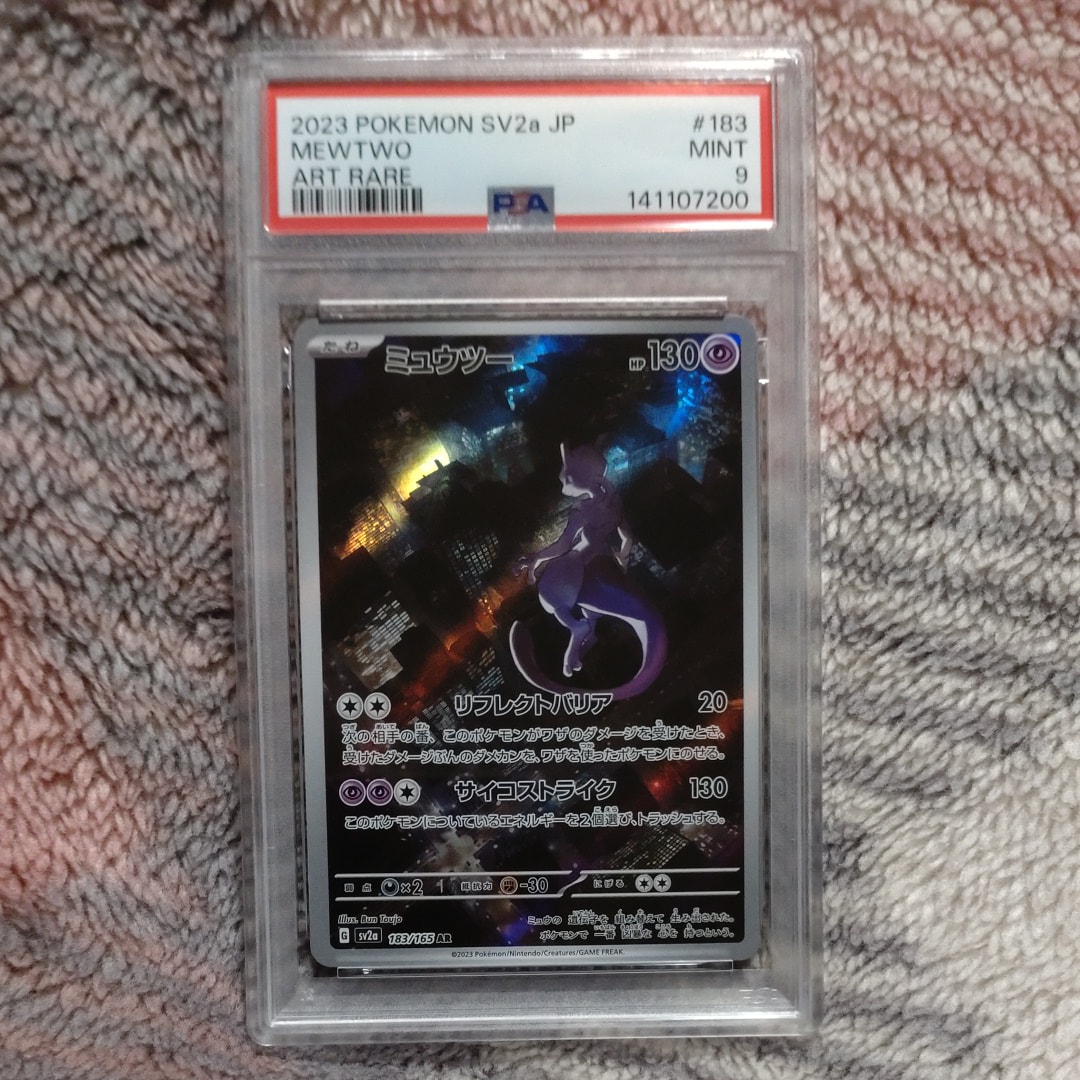 2023 POKEMON SV2a JP #183
MEWTWO MINT
ART RARE 9
PSA 141107200
たね ミュウツー HP130
リフレクトバリア 20
次の相手の番、このポケモンがワザのダメージを受けたとき、
受けたダメージぶんのダメカンを、ワザを使ったポケモンにのせる。
サイコストライク 130
このポケモンについているエネルギーを2個選び、トラッシュする。
弱点 ×2 抵抗力 -30 にげる
Illus. Bun Toujo
ミュウの 遺伝子を 組み替えて 生み出された。
G sv2a 183/165 AR ポケモンで 一番 凶暴な 心を 持つという。
©2023 Pokémon/Nintendo/Creatures/GAME FREAK.